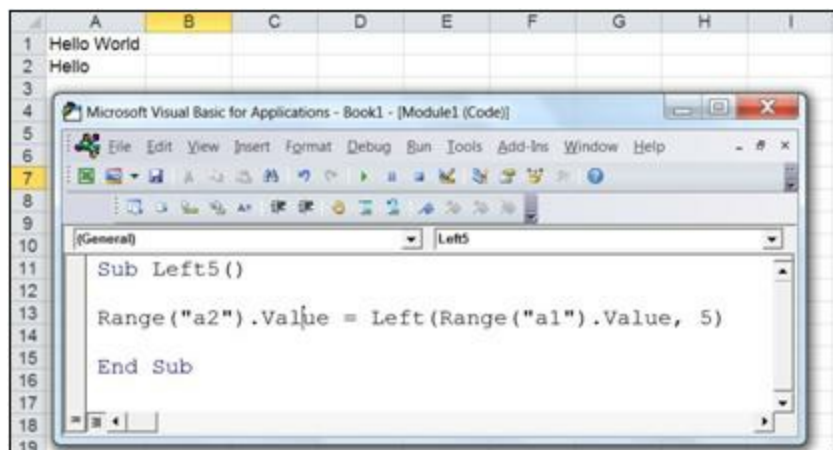 A B C D E F G H I
1 Hello World
2 Hello
3
4 Microsoft Visual Basic for Applications - Book1 - [Module1 (Code)]
5
6 File Edit View Insert Format Debug Run Tools Add-Ins Window Help
7
8
9
10 (General) Left5
11 Sub Left5()
12
13 Range("a2").Value = Left(Range("a1").Value, 5)
14
15 End Sub
16
17
18
19